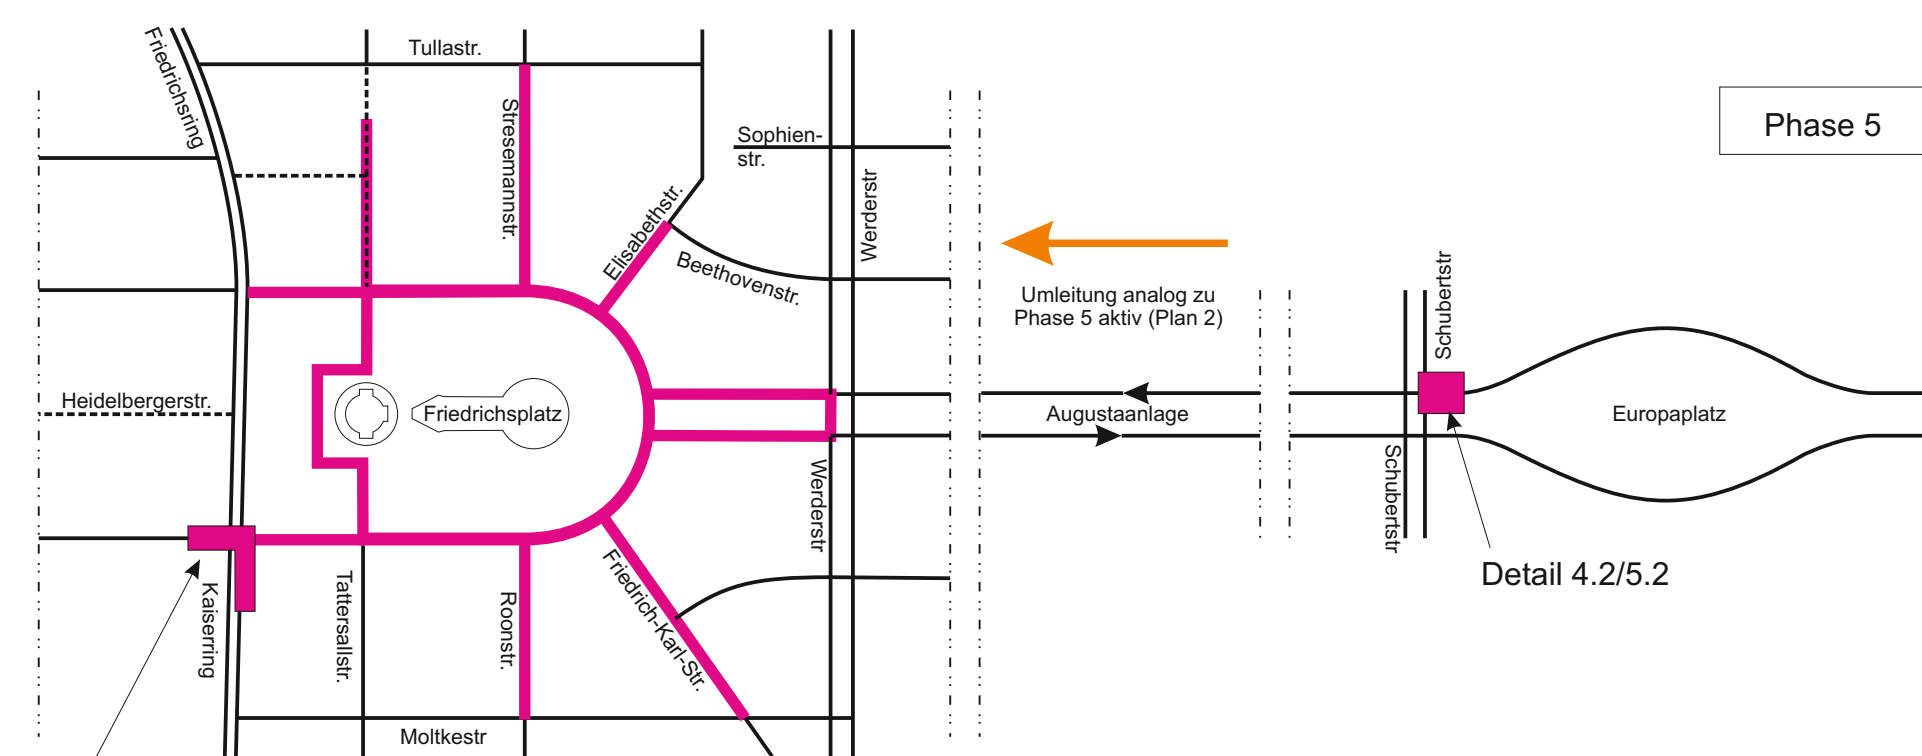 Friedrichsring
Tullastr.
Stresemannstr.
Sophien-
str.
Werderstr
Phase 5
Elisabethstr.
Beethovenstr.
Umleitung analog zu
Phase 5 aktiv (Plan 2)
Schubertstr
Heidelbergerstr.
Friedrichsplatz
Augustaanlage
Europaplatz
Werderstr
Schubertstr
Kaiserring
Tattersallstr.
Roonstr.
Friedrich-Karl-Str.
Detail 4.2/5.2
Moltkestr